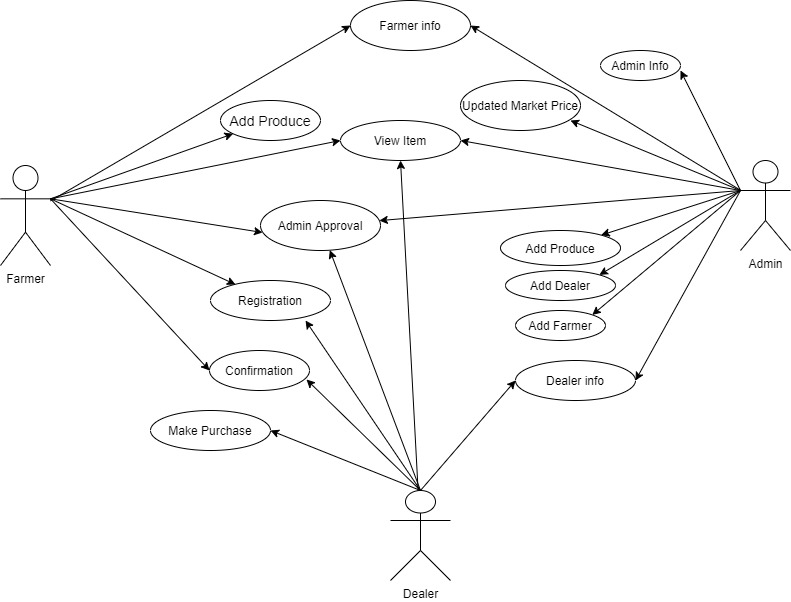 Farmer info
Admin Info
Updated Market Price
Add Produce
View Item
Admin Approval
Add Produce
Admin
Farmer
Add Dealer
Registration
Add Farmer
Confirmation
Dealer info
Make Purchase
Dealer